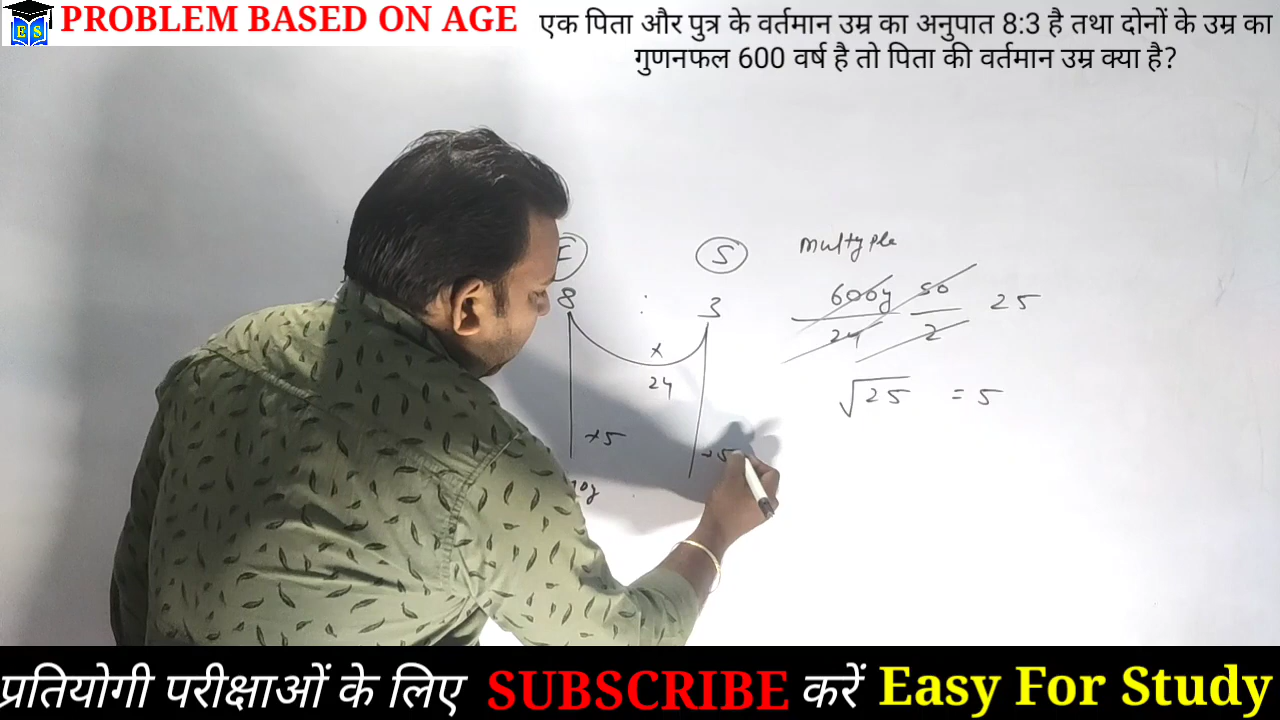 ES PROBLEM BASED ON AGE
एक पिता और पुत्र के वर्तमान उम्र का अनुपात 8:3 है तथा दोनों के उम्र का
गुणनफल 600 वर्ष है तो पिता की वर्तमान उम्र क्या है?
F S Multyple
8 : 3
600y 50 25
24 2
×
24
√25 = 5
×5 ×5
प्रतियोगी परीक्षाओं के लिए SUBSCRIBE करें Easy For Study